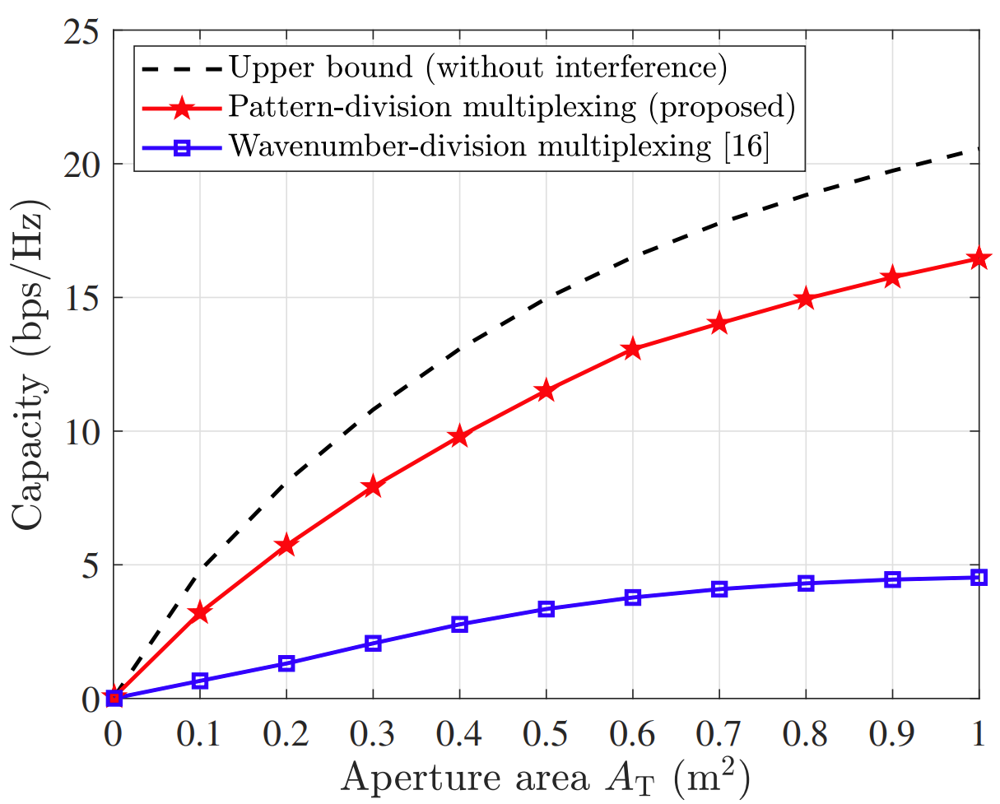 25
20
15
10
5
0
Capacity (bps/Hz)
Upper bound (without interference)
Pattern-division multiplexing (proposed)
Wavenumber-division multiplexing [16]
0 0.1 0.2 0.3 0.4 0.5 0.6 0.7 0.8 0.9 1
Aperture area A_T (m²)